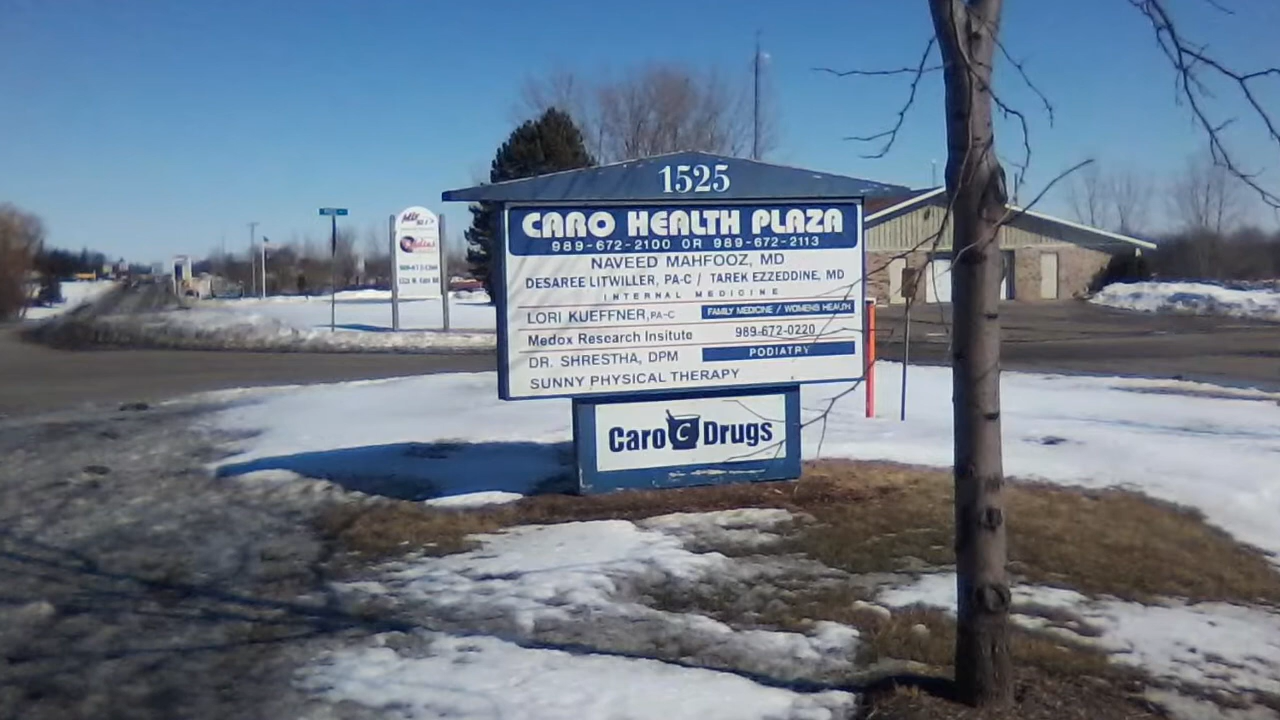 1525
CARO HEALTH PLAZA
989-672-2100 OR 989-672-2113
NAVEED MAHFOOZ, MD
DESAREE LITWILLER, PA-C / TAREK EZZEDDINE, MD
INTERNAL MEDICINE
LORI KUEFFNER, PA-C FAMILY MEDICINE / WOMENS HEALTH
Medox Research Insitute 989-672-0220
DR. SHRESTHA, DPM PODIATRY
SUNNY PHYSICAL THERAPY
Caro C Drugs